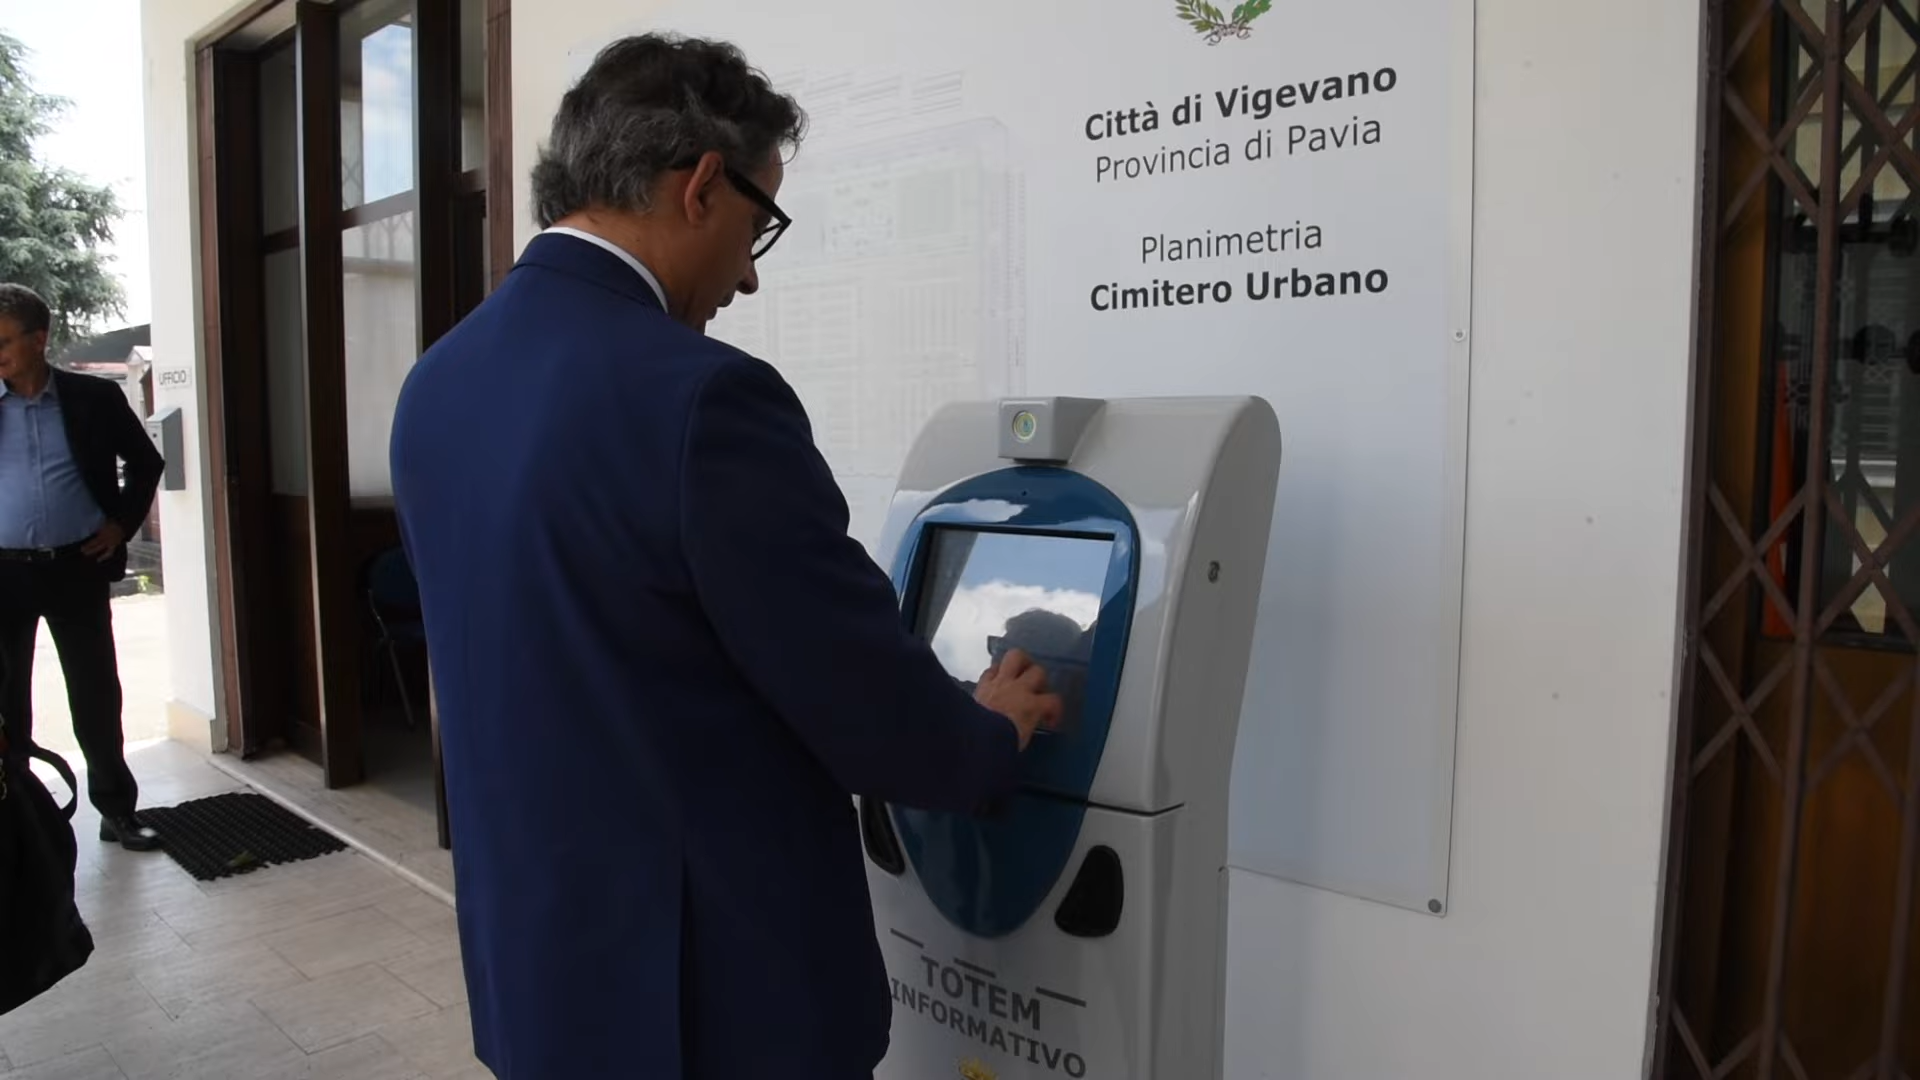 Città di Vigevano
Provincia di Pavia
Planimetria
Cimitero Urbano
UFFICIO
TOTEM
INFORMATIVO